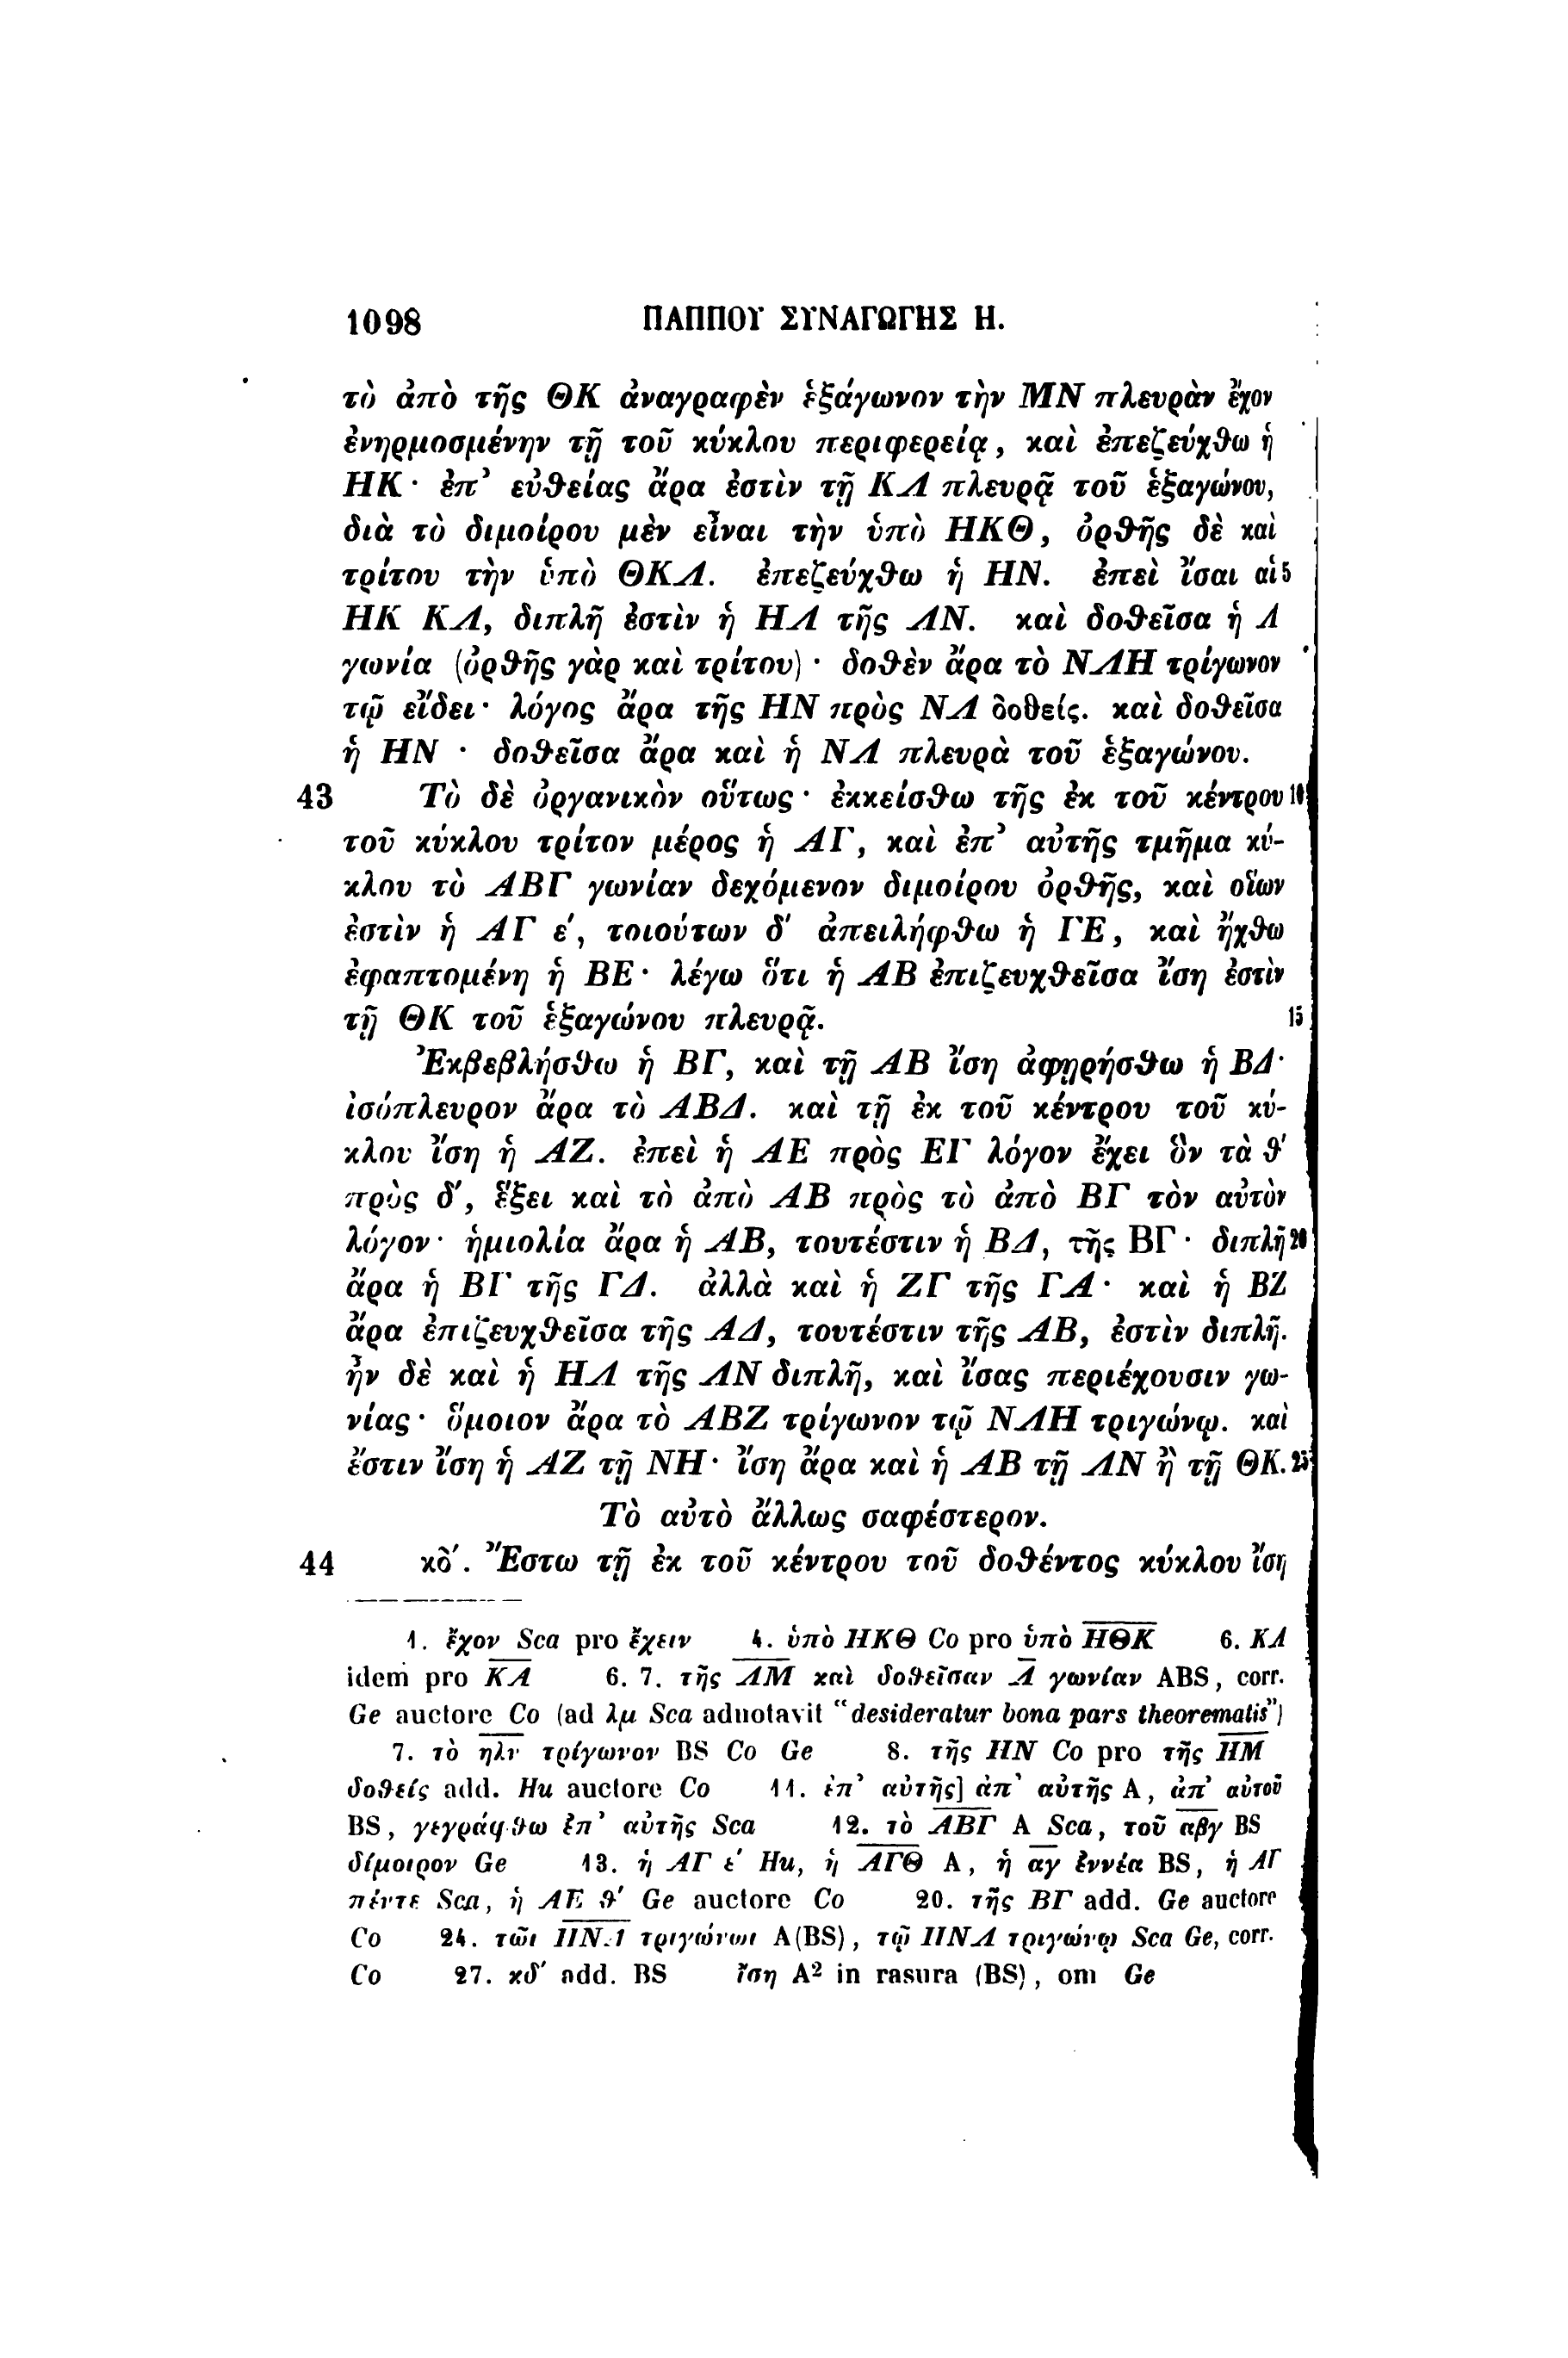 1098 ΠΑΠΠΟΥ ΣΥΝΑΓΩΓΗΣ Η.
τὸ ἀπὸ τῆς ΘΚ ἀναγραφὲν ἑξάγωνον τὴν ΜΝ πλευρὰν ἔχον
ἐνηρμοσμένην τῇ τοῦ κύκλου περιφερείᾳ, καὶ ἐπεζεύχθω ἡ
ΗΚ· ἐπ’ εὐθείας ἄρα ἐστὶν τῇ ΚΛ πλευρᾷ τοῦ ἑξαγώνου,
διὰ τὸ διμοίρου μὲν εἶναι τὴν ὑπὸ ΗΚΘ, ὀρθῆς δὲ καὶ
τρίτου τὴν ὑπὸ ΘΚΛ. ἐπεζεύχθω ἡ ΗΝ. ἐπεὶ ἴσαι αἱ 5
ΗΚ ΚΛ, διπλῆ ἐστὶν ἡ ΗΛ τῆς ΛΝ. καὶ δοθεῖσα ἡ Λ
γωνία (ὀρθῆς γὰρ καὶ τρίτου)· δοθὲν ἄρα τὸ ΝΛΗ τρίγωνον
τῷ εἴδει· λόγος ἄρα τῆς ΗΝ πρὸς ΝΛ δοθείς. καὶ δοθεῖσα
ἡ ΗΝ · δοθεῖσα ἄρα καὶ ἡ ΝΛ πλευρὰ τοῦ ἑξαγώνου.
43 Τὸ δὲ ὀργανικὸν οὕτως· ἐκκείσθω τῆς ἐκ τοῦ κέντρου 10
τοῦ κύκλου τρίτον μέρος ἡ ΑΓ, καὶ ἐπ’ αὐτῆς τμῆμα κύ-
κλου τὸ ΑΒΓ γωνίαν δεχόμενον διμοίρου ὀρθῆς, καὶ οἵων
ἐστὶν ἡ ΑΓ ε΄, τοιούτων δ΄ ἀπειλήφθω ἡ ΓΕ, καὶ ἤχθω
ἐφαπτομένη ἡ ΒΕ· λέγω ὅτι ἡ ΑΒ ἐπιζευχθεῖσα ἴση ἐστὶν
τῇ ΘΚ τοῦ ἑξαγώνου πλευρᾷ. 15
Ἐκβεβλήσθω ἡ ΒΓ, καὶ τῇ ΑΒ ἴση ἀφῃρήσθω ἡ ΒΔ·
ἰσόπλευρον ἄρα τὸ ΑΒΔ. καὶ τῇ ἐκ τοῦ κέντρου τοῦ κύ-
κλου ἴση ἡ ΑΖ. ἐπεὶ ἡ ΑΕ πρὸς ΕΓ λόγον ἔχει ὃν τὰ θ΄
πρὸς δ΄, ἕξει καὶ τὸ ἀπὸ ΑΒ πρὸς τὸ ἀπὸ ΒΓ τὸν αὐτὸν
λόγον· ἡμιολία ἄρα ἡ ΑΒ, τουτέστιν ἡ ΒΔ, τῆς ΒΓ· διπλῆ 20
ἄρα ἡ ΒΓ τῆς ΓΔ. ἀλλὰ καὶ ἡ ΖΓ τῆς ΓΑ· καὶ ἡ ΒΖ
ἄρα ἐπιζευχθεῖσα τῆς ΑΔ, τουτέστιν τῆς ΑΒ, ἐστὶν διπλῆ.
ἦν δὲ καὶ ἡ ΗΛ τῆς ΛΝ διπλῆ, καὶ ἴσας περιέχουσιν γω-
νίας· ὅμοιον ἄρα τὸ ΑΒΖ τρίγωνον τῷ ΝΛΗ τριγώνῳ. καὶ
ἔστιν ἴση ἡ ΑΖ τῇ ΝΗ· ἴση ἄρα καὶ ἡ ΑΒ τῇ ΛΝ ἢ τῇ ΘΚ. 25
Τὸ αὐτὸ ἄλλως σαφέστερον.
44 κδ΄. Ἔστω τῇ ἐκ τοῦ κέντρου τοῦ δοθέντος κύκλου ἴση
1. ἔχον Sca pro ἔχειν 4. ὑπὸ ΗΚΘ Co pro ὑπὸ ΗΘΚ 6. ΚΛ
idem pro ΚΑ 6. 7. τῆς ΛΜ καὶ δοθεῖσαν Λ γωνίαν ABS, corr.
Ge auctore Co (ad λμ Sca adnotavit "desideratur bona pars theorematis")
7. τὸ ηλν τρίγωνον BS Co Ge 8. τῆς ΗΝ Co pro τῆς ΗΜ
δοθείς add. Hu auctore Co 11. ἐπ’ αὐτῆς] ἀπ’ αὐτῆς A, ἀπ’ αὐτοῦ
BS, γεγράφθω ἐπ’ αὐτῆς Sca 12. τὸ ΑΒΓ A Sca, τοῦ αβγ BS
δίμοιρον Ge 13. ἡ ΑΓ ε΄ Hu, ἡ ΑΓΘ A, ἡ αγ ἐννέα BS, ἡ ΑΓ
πέντε Sca, ἡ ΑΕ θ΄ Ge auctore Co 20. τῆς ΒΓ add. Ge auctore
Co 24. τῶι ΗΝΛ τριγώνωι A(BS), τῷ ΗΝΛ τριγώνῳ Sca Ge, corr.
Co 27. κδ΄ add. BS ἴση A² in rasura (BS), om Ge